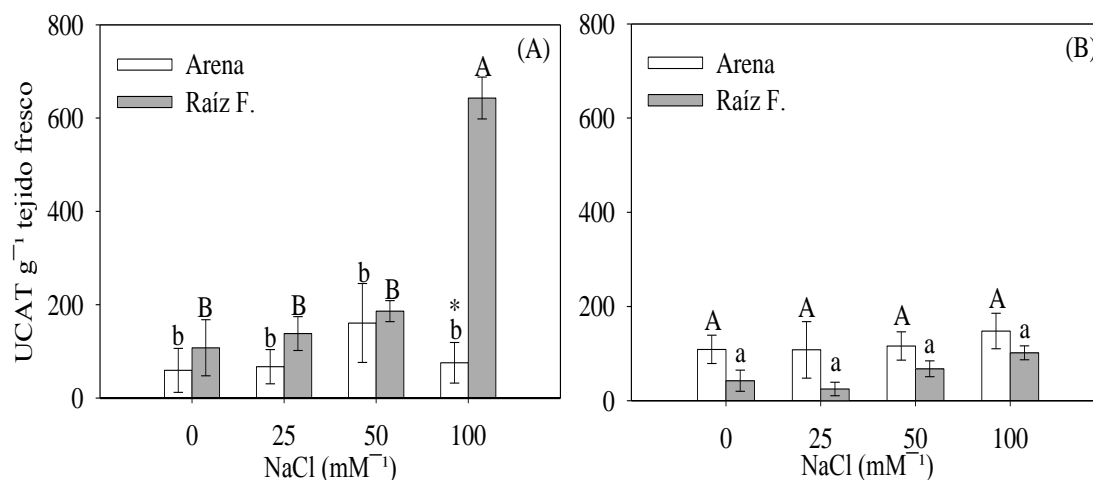 UCAT g⁻¹ tejido fresco
800
600
400
200
0
(A)
Arena
Raíz F.
b
B
b
B
b
B
*
b
A
0 25 50 100
NaCl (mM⁻¹)
800
600
400
200
0
(B)
Arena
Raíz F.
A
a
A
a
A
a
A
a
0 25 50 100
NaCl (mM⁻¹)